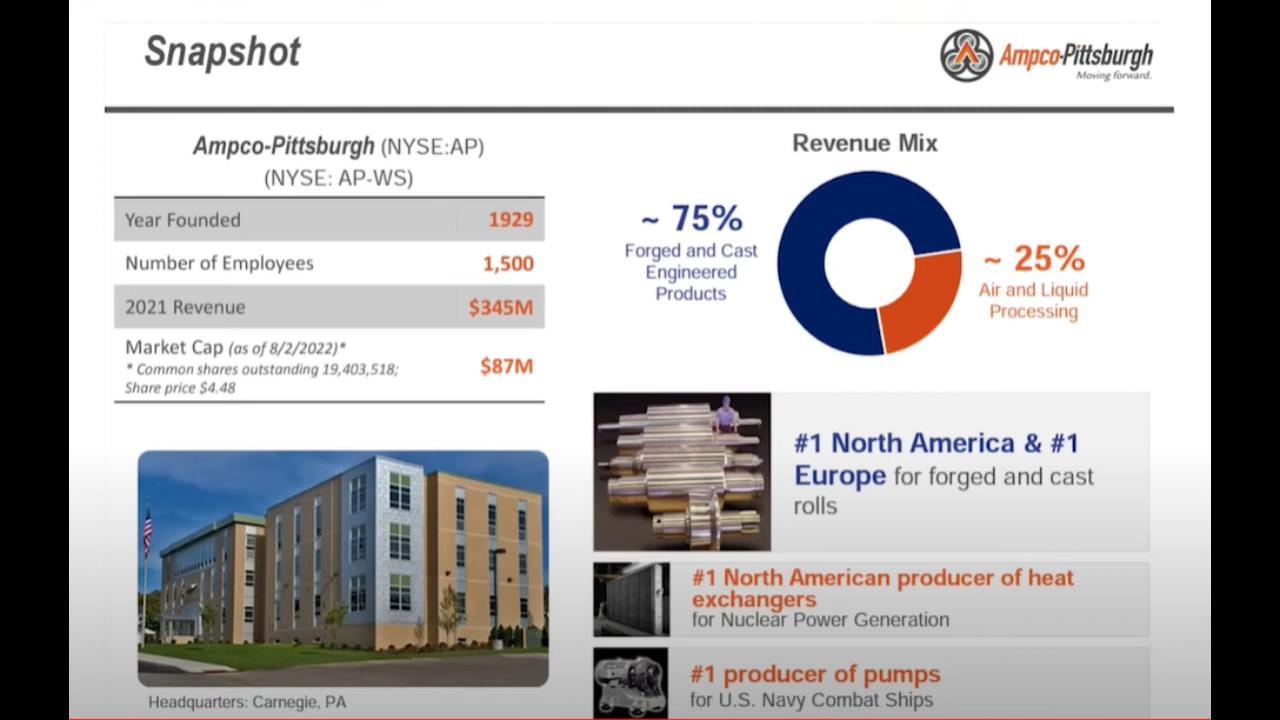 Snapshot
Ampco-Pittsburgh
Moving forward.
Ampco-Pittsburgh (NYSE:AP)
(NYSE: AP-WS)
Year Founded 1929
Number of Employees 1,500
2021 Revenue $345M
Market Cap (as of 8/2/2022)*
* Common shares outstanding 19,403,518;
Share price $4.48
$87M
Headquarters: Carnegie, PA
Revenue Mix
~ 75%
Forged and Cast
Engineered
Products
~ 25%
Air and Liquid
Processing
#1 North America & #1
Europe for forged and cast
rolls
#1 North American producer of heat
exchangers
for Nuclear Power Generation
#1 producer of pumps
for U.S. Navy Combat Ships